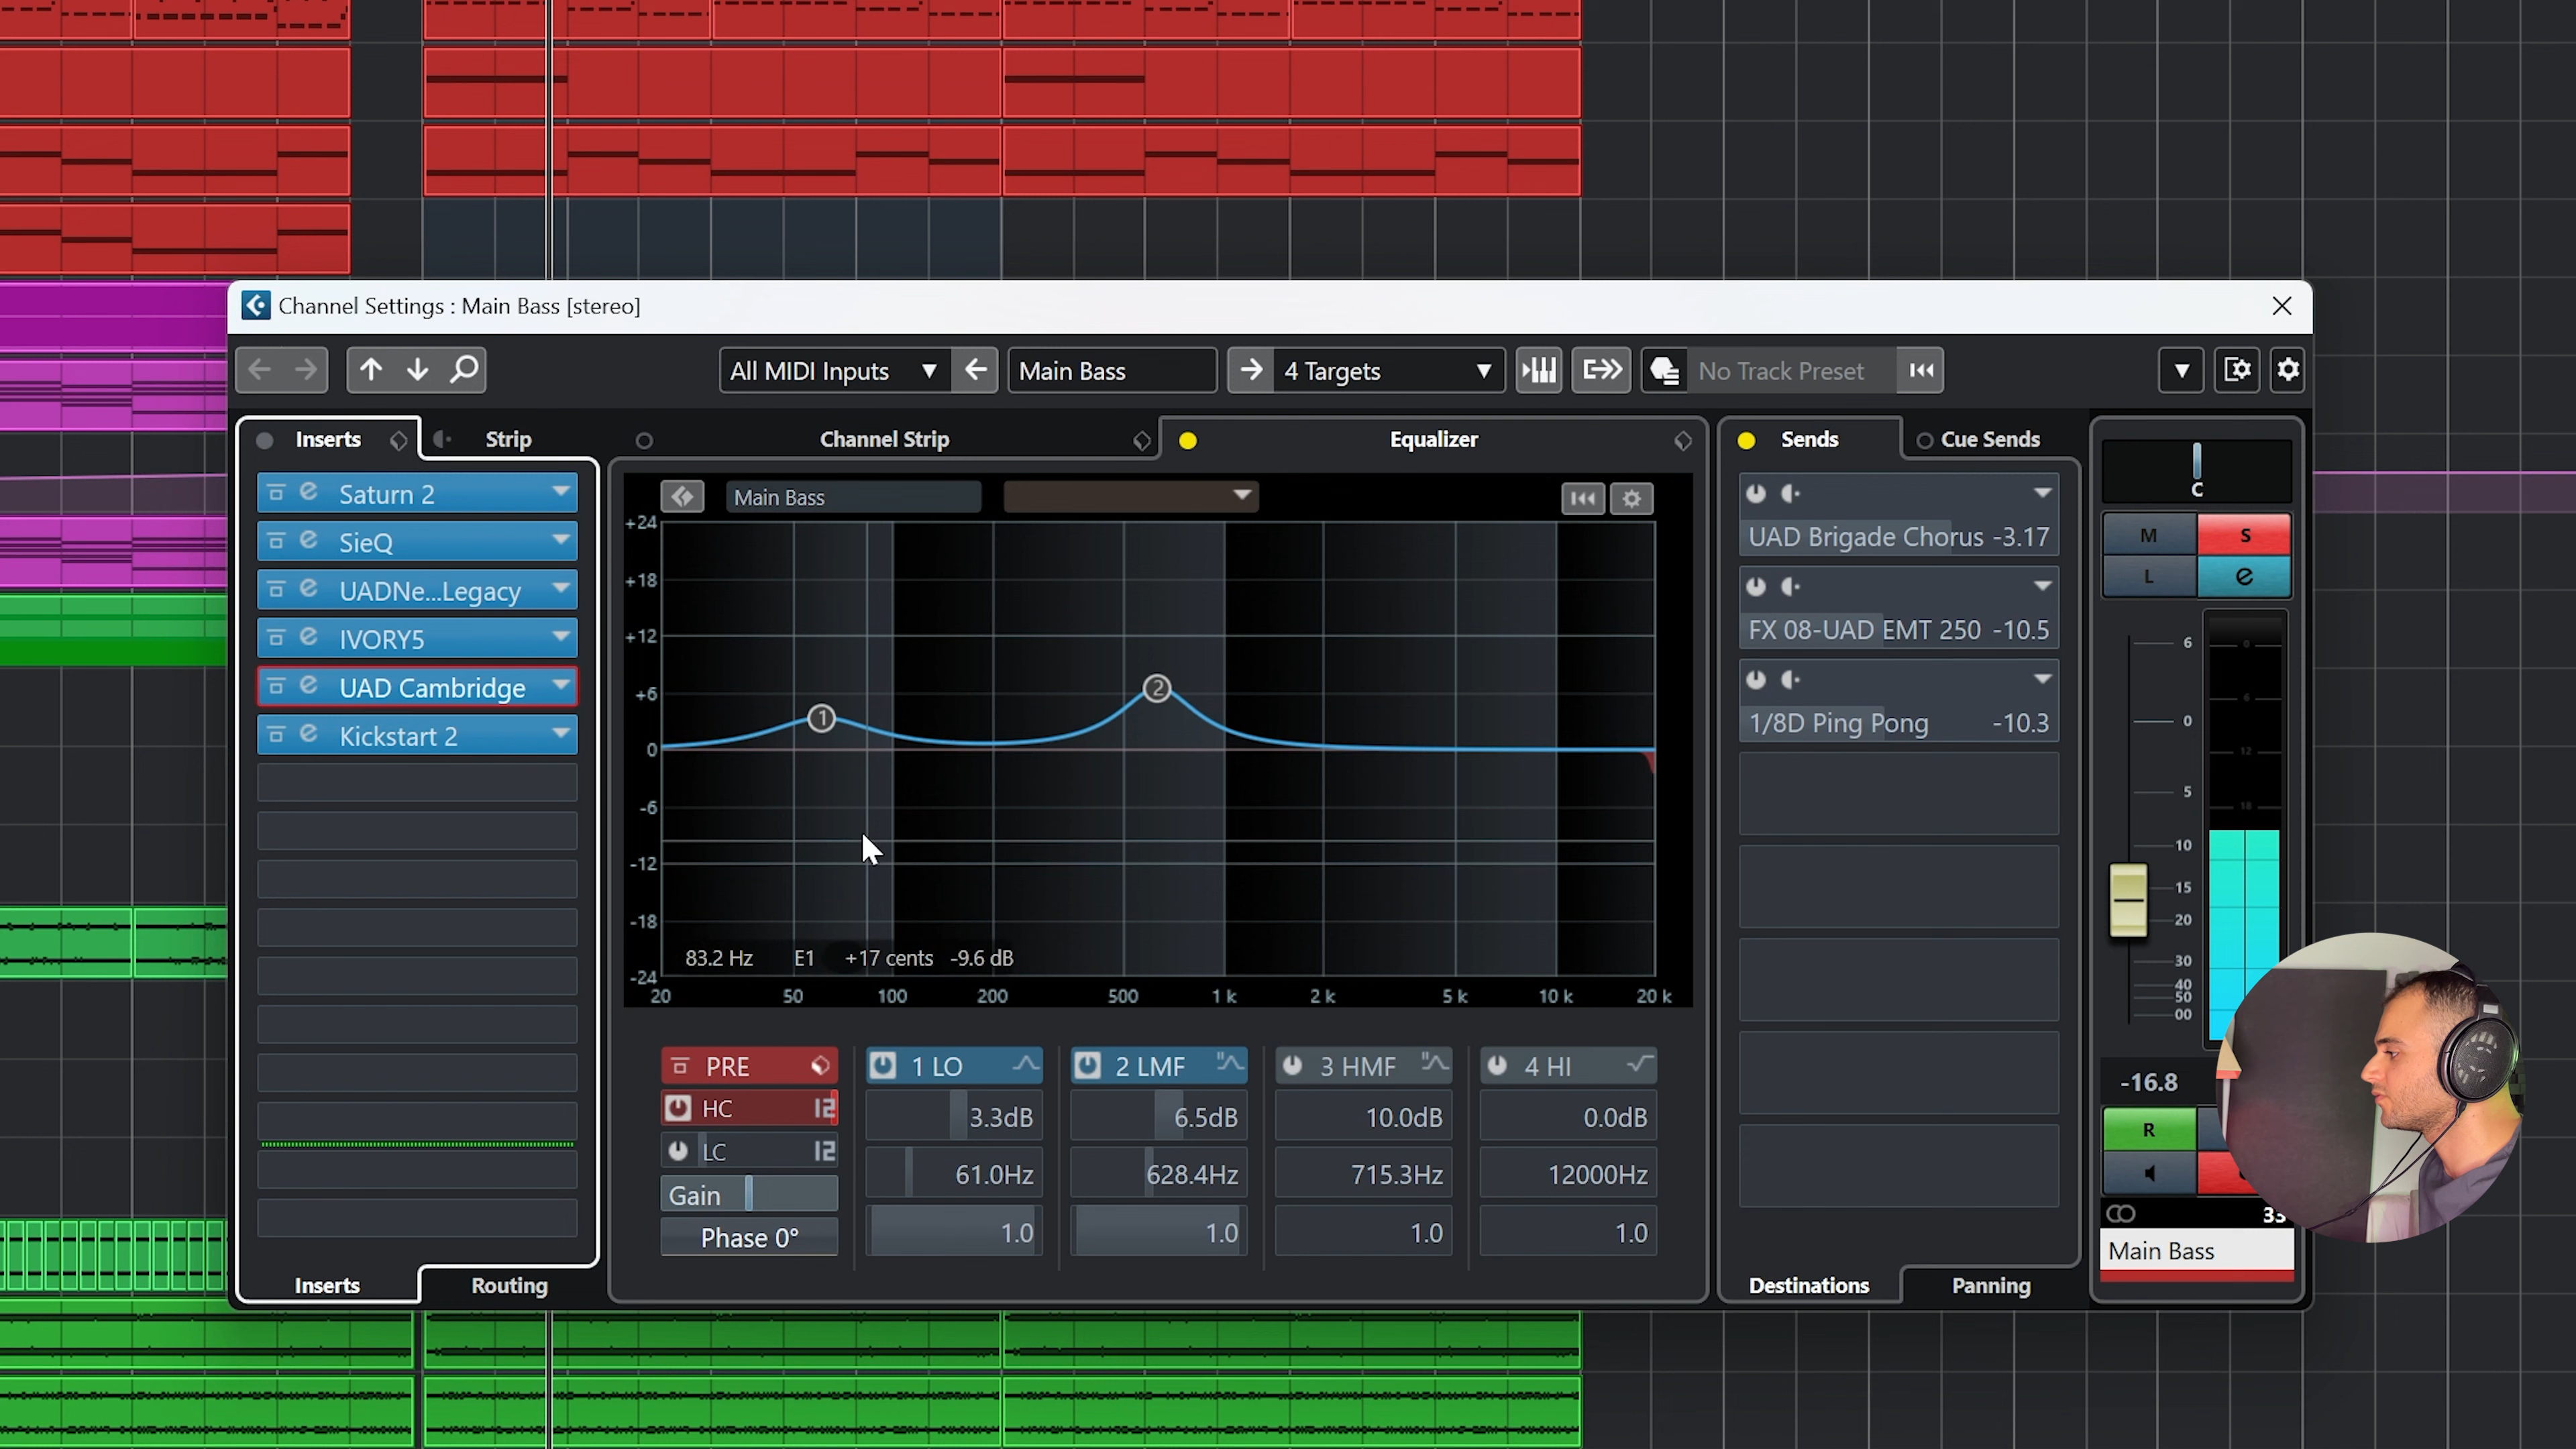 Channel Settings : Main Bass [stereo]
All MIDI Inputs
Main Bass
4 Targets
No Track Preset
Inserts
Strip
Channel Strip
Equalizer
Sends
Cue Sends
Saturn 2
SieQ
UADNe...Legacy
IVORY5
UAD Cambridge
Kickstart 2
Inserts
Routing
Main Bass
+24
+18
+12
+6
0
-6
-12
-18
-24
83.2 Hz E1 +17 cents -9.6 dB
20 50 100 200 500 1 k 2 k 5 k 10 k 20 k
PRE
HC 12
LC 12
Gain
Phase 0°
1 LO
3.3dB
61.0Hz
1.0
2 LMF
6.5dB
628.4Hz
1.0
3 HMF
10.0dB
715.3Hz
1.0
4 HI
0.0dB
12000Hz
1.0
UAD Brigade Chorus -3.17
FX 08-UAD EMT 250 -10.5
1/8D Ping Pong -10.3
Destinations
Panning
C
M S
L e
6
0
5
10
15
20
30
40
50
00
0
6
12
18
-16.8
R
33
Main Bass